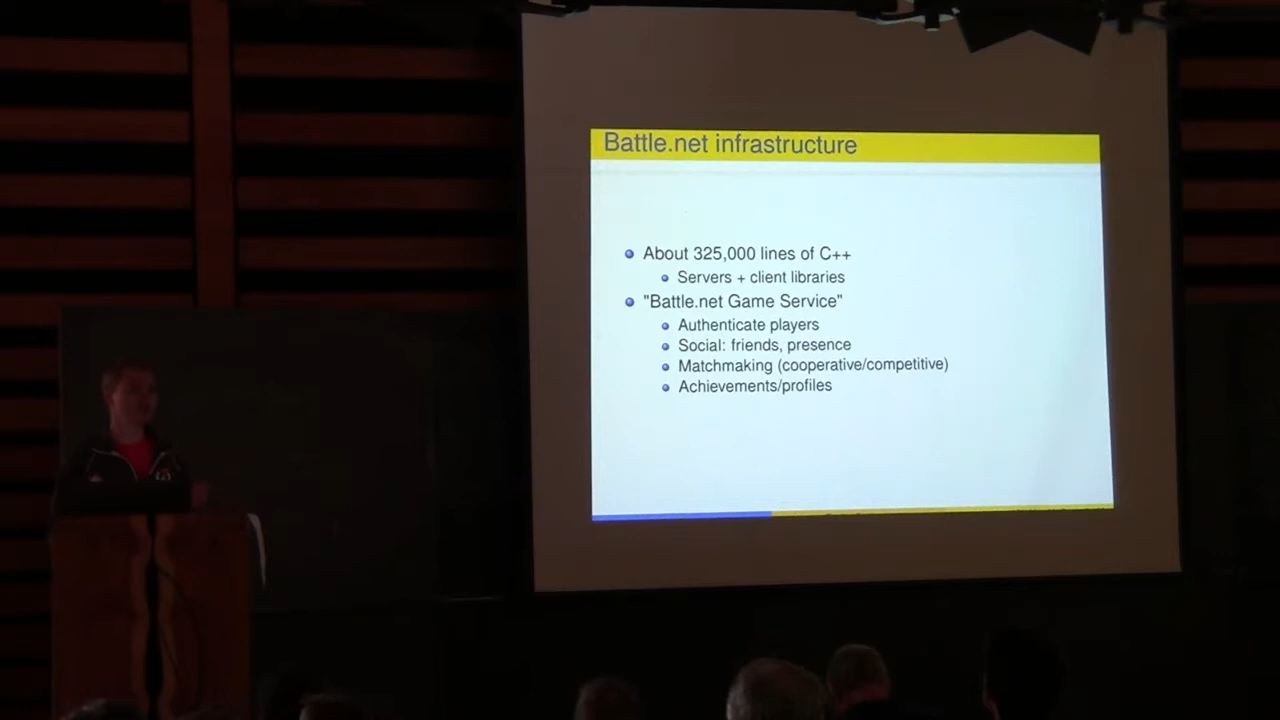 Battle.net infrastructure
About 325,000 lines of C++
Servers + client libraries
"Battle.net Game Service"
Authenticate players
Social: friends, presence
Matchmaking (cooperative/competitive)
Achievements/profiles